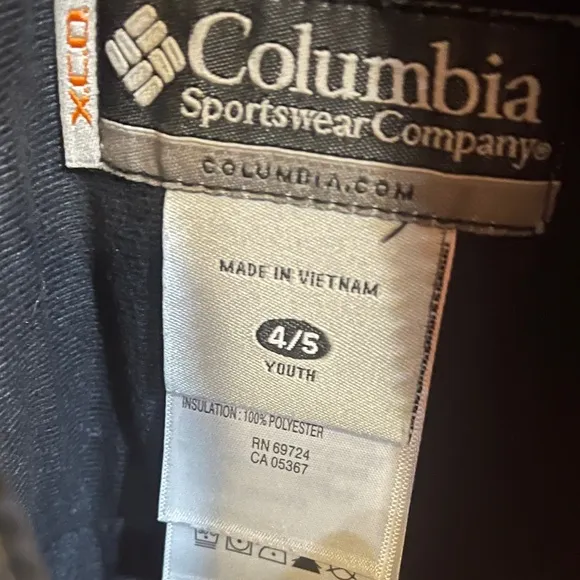 Columbia
Sportswear Company®
COLUMBIA.COM
MADE IN VIETNAM
4/5
YOUTH
INSULATION: 100% POLYESTER
RN 69724
CA 05367